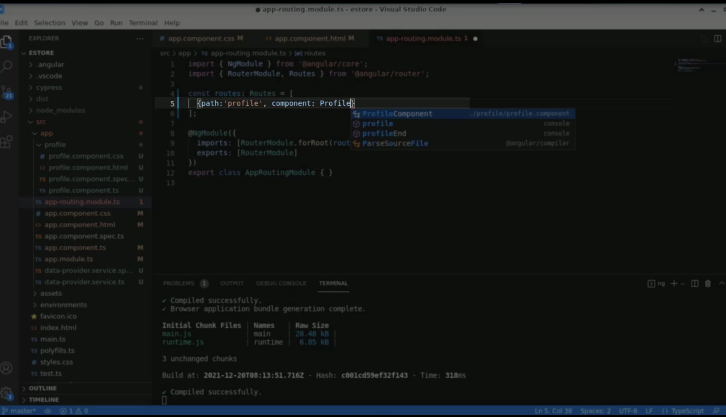 app-routing.module.ts - estore - Visual Studio Code
File Edit Selection View Go Run Terminal Help
EXPLORER
ESTORE
.angular
.vscode
cypress
dist
node_modules
src
app
profile
profile.component.css U
profile.component.html U
profile.component.spec... U
profile.component.ts U
app-routing.module.ts 1
app.component.css M
app.component.html M
app.component.spec.ts
app.component.ts M
app.module.ts M
data-provider.service.sp... U
data-provider.service.ts U
assets
environments
favicon.ico
index.html
main.ts
polyfills.ts
styles.css
test.ts
OUTLINE
TIMELINE
app.component.css M
app.component.html M
app-routing.module.ts 1
src > app > app-routing.module.ts > routes
1 import { NgModule } from '@angular/core';
2 import { RouterModule, Routes } from '@angular/router';
3
4 const routes: Routes = [
5 {path:'profile', component: Profile}
6 ];
7
8 @NgModule({
9 imports: [RouterModule.forRoot(rout
10 exports: [RouterModule]
11 })
12 export class AppRoutingModule { }
13
ProfileComponent ./profile/profile.component
profile console
profileEnd console
ParseSourceFile @angular/compiler
PROBLEMS 1 OUTPUT DEBUG CONSOLE TERMINAL
ng
✓ Compiled successfully.
✓ Browser application bundle generation complete.
Initial Chunk Files | Names | Raw Size
main.js | main | 28.48 kB |
runtime.js | runtime | 6.85 kB |
3 unchanged chunks
Build at: 2021-12-20T08:13:51.716Z - Hash: c001cd59ef32f143 - Time: 318ms
✓ Compiled successfully.
master* 1 0 Ln 5, Col 39 Spaces: 2 UTF-8 LF TypeScript